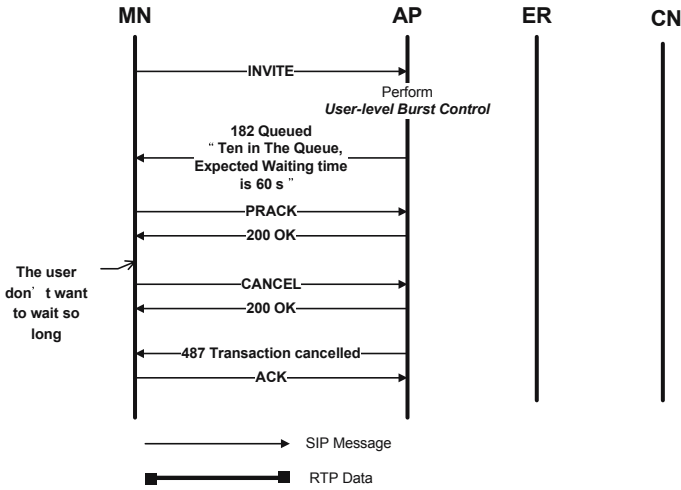 MN AP ER CN
INVITE
Perform
User-level Burst Control
182 Queued
“ Ten in The Queue,
Expected Waiting time
is 60 s ”
PRACK
200 OK
The user
don’ t want
to wait so
long
CANCEL
200 OK
487 Transaction cancelled
ACK
SIP Message
RTP Data